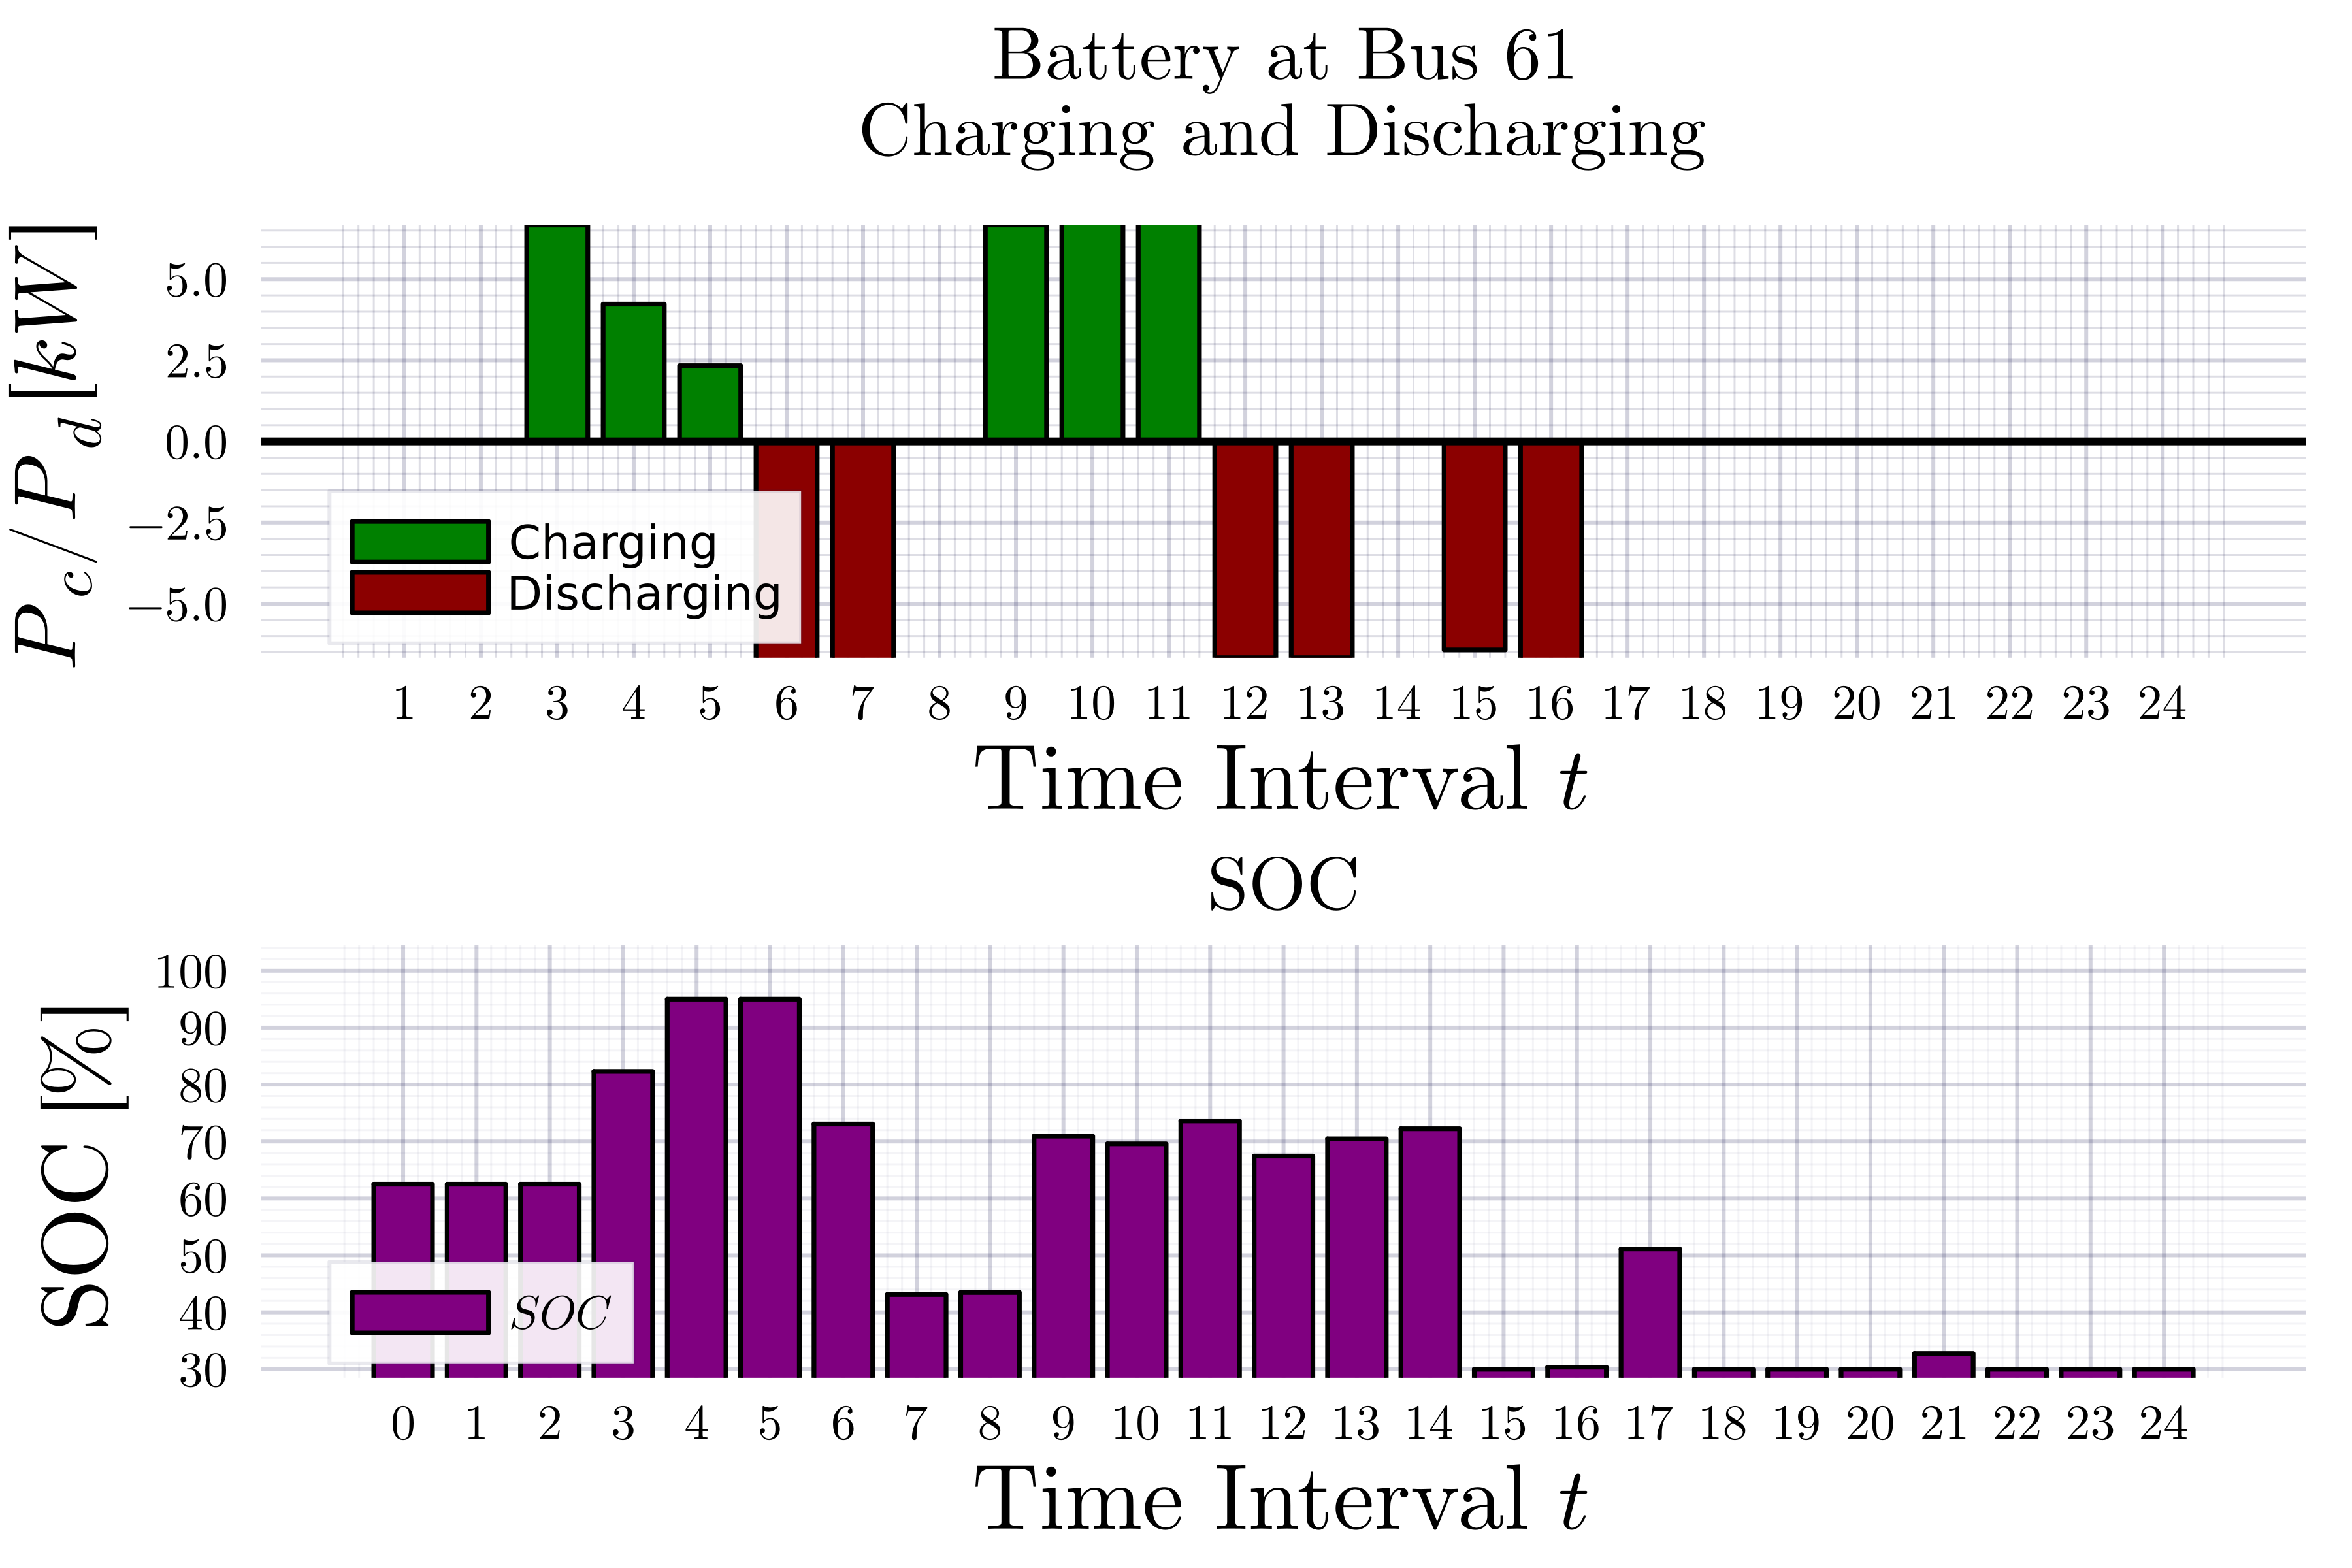 Battery at Bus 61
Charging and Discharging
P_c/P_d [kW]
5.0
2.5
0.0
−2.5
−5.0
Charging
Discharging
1 2 3 4 5 6 7 8 9 10 11 12 13 14 15 16 17 18 19 20 21 22 23 24
Time Interval t
SOC
SOC [%]
100
90
80
70
60
50
40
30
SOC
0 1 2 3 4 5 6 7 8 9 10 11 12 13 14 15 16 17 18 19 20 21 22 23 24
Time Interval t